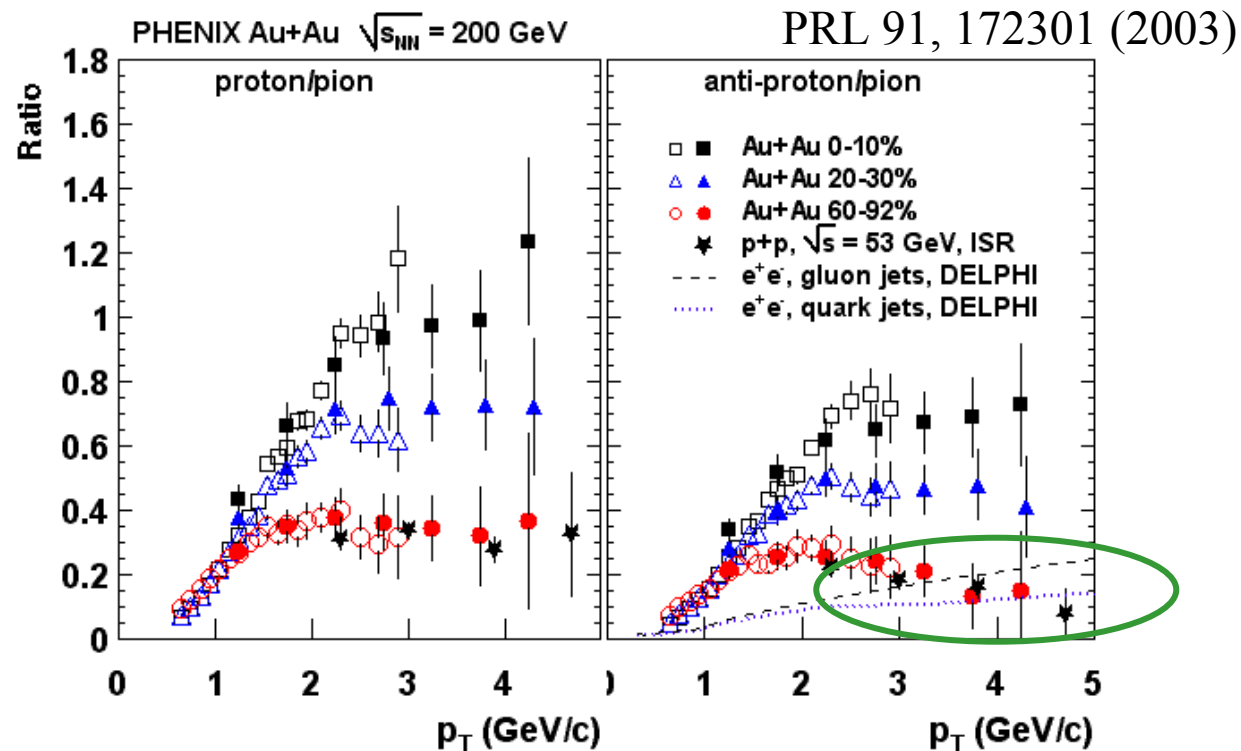 PHENIX Au+Au √sNN = 200 GeV
PRL 91, 172301 (2003)
proton/pion
anti-proton/pion
Ratio
1.8
1.6
1.4
1.2
1
0.8
0.6
0.4
0.2
0
Au+Au 0-10%
Au+Au 20-30%
Au+Au 60-92%
p+p, √s = 53 GeV, ISR
e+e-, gluon jets, DELPHI
e+e-, quark jets, DELPHI
0 1 2 3 4
1 2 3 4 5
pT (GeV/c)
pT (GeV/c)